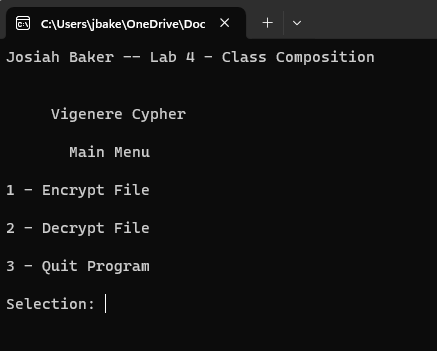 C:\Users\jbake\OneDrive\Doc
Josiah Baker -- Lab 4 - Class Composition
Vigenere Cypher
Main Menu
1 - Encrypt File
2 - Decrypt File
3 - Quit Program
Selection: